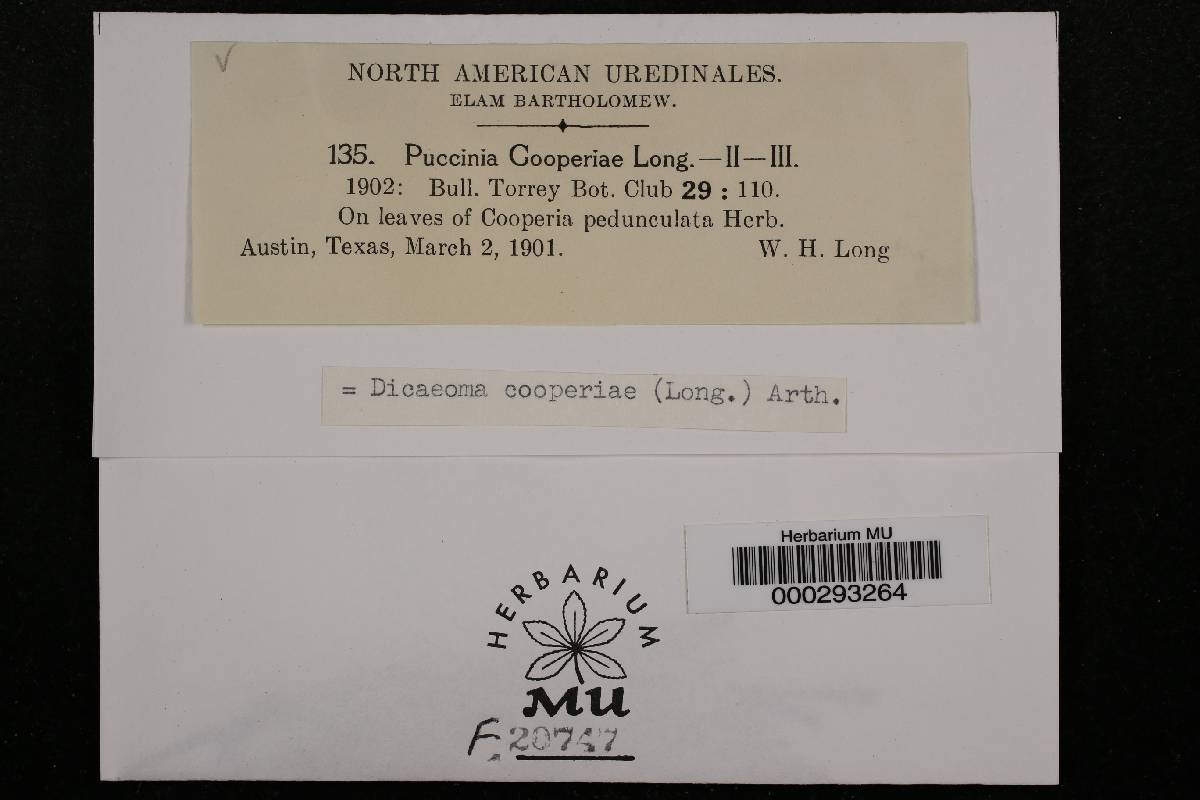 NORTH AMERICAN UREDINALES.
ELAM BARTHOLOMEW.
135. Puccinia Cooperiae Long.—II—III.
1902: Bull. Torrey Bot. Club 29 : 110.
On leaves of Cooperia pedunculata Herb.
Austin, Texas, March 2, 1901. W. H. Long
= Dicaeoma cooperiae (Long.) Arth.
Herbarium MU
000293264
HERBARIUM
MU
F. 20747